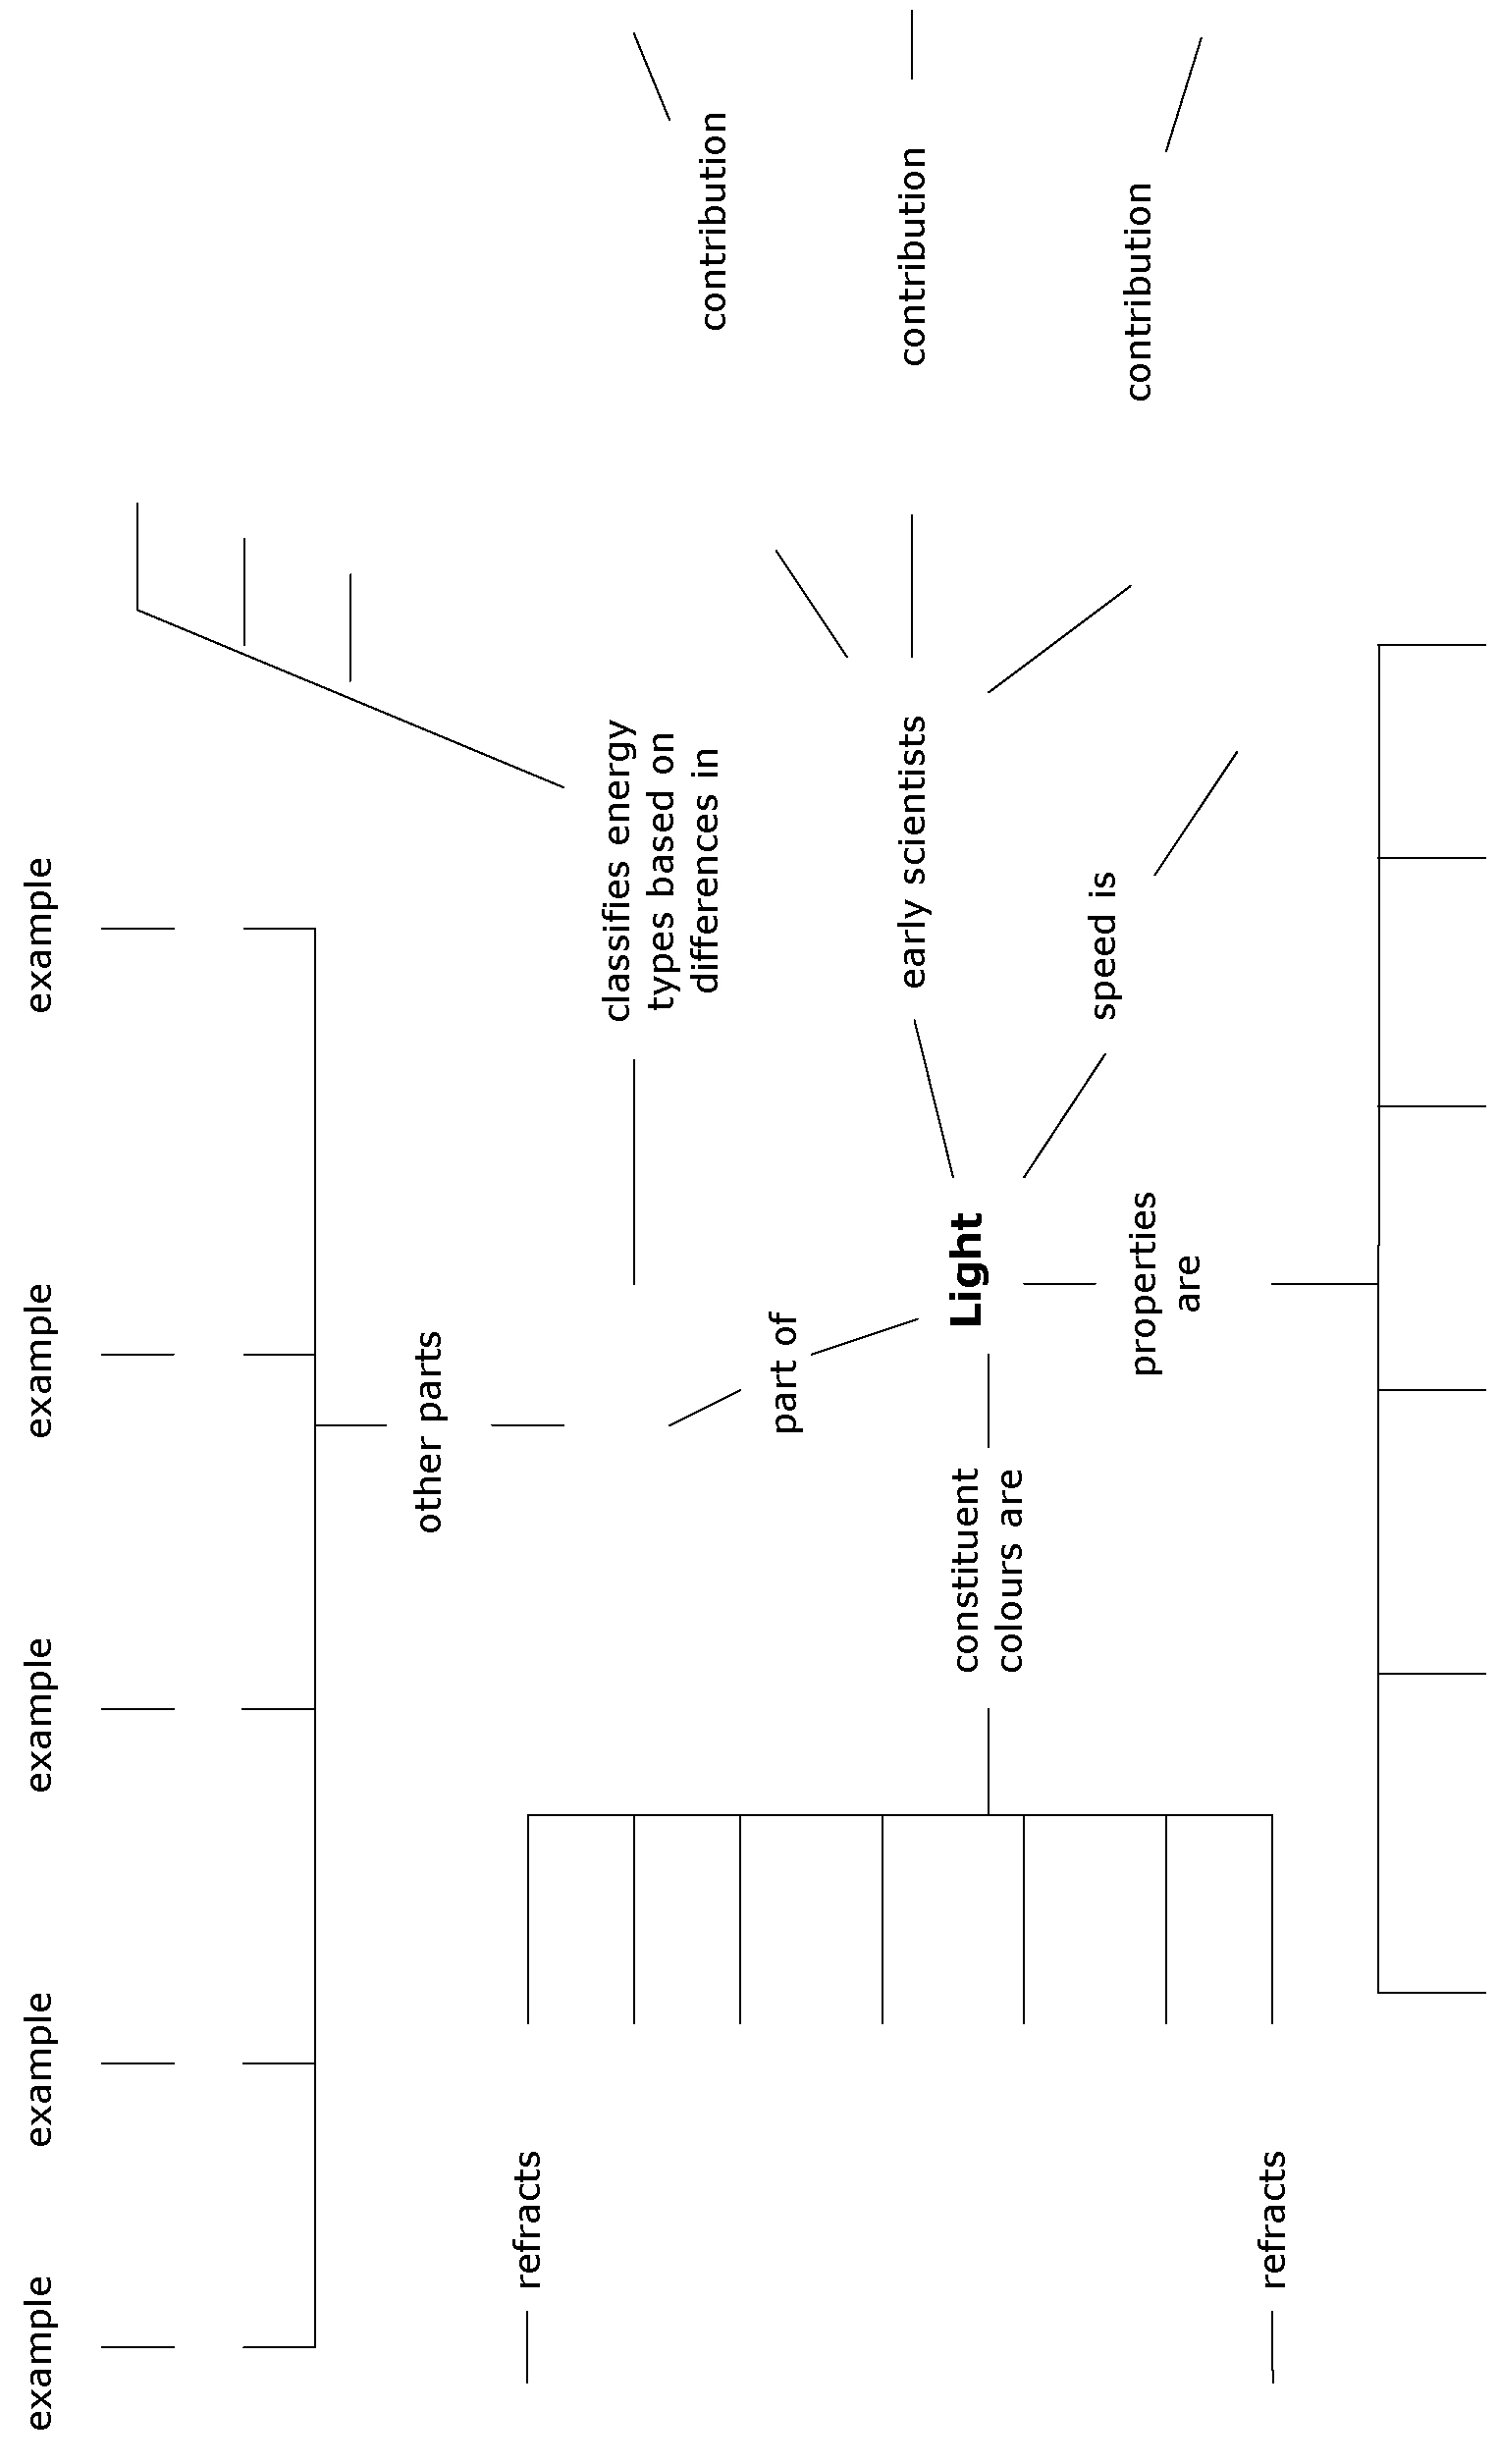 example
example
example
example
example
other parts
classifies energy
types based on
differences in
contribution
refracts
part of
early scientists
contribution
constituent
colours are
Light
speed is
contribution
properties
are
refracts